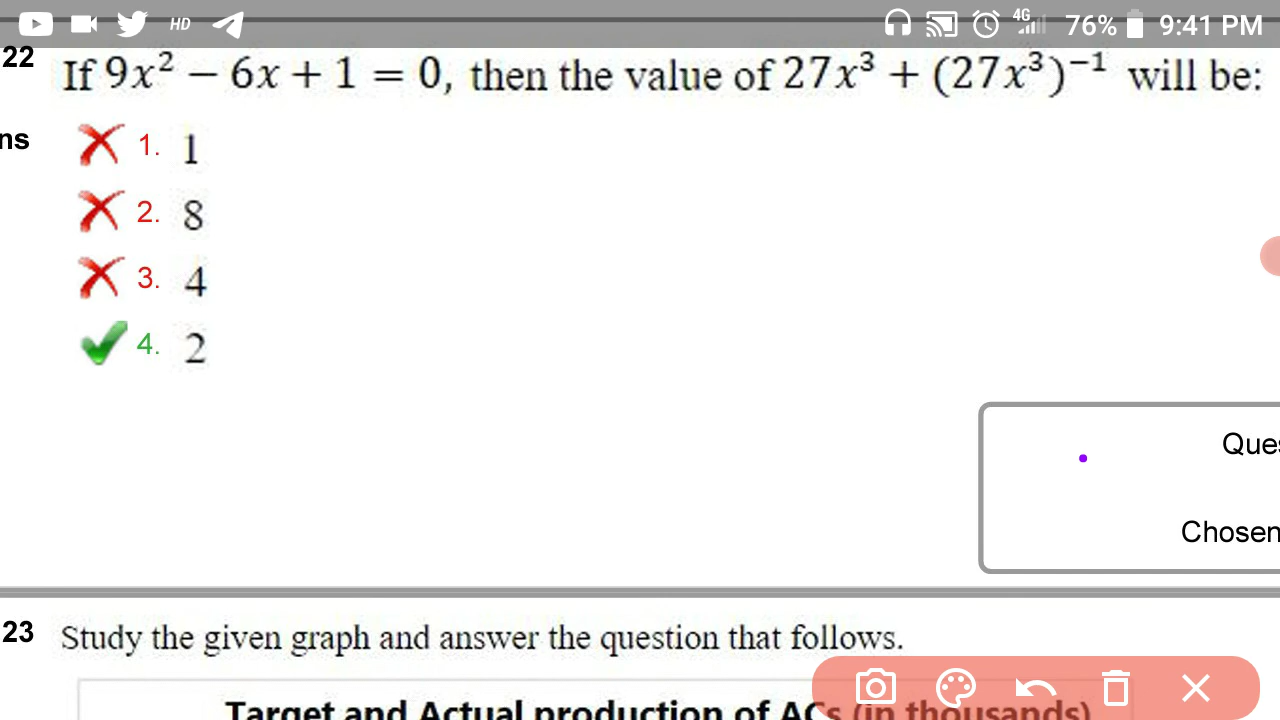 HD 4G 76% 9:41 PM
22 If 9x² − 6x + 1 = 0, then the value of 27x³ + (27x³)⁻¹ will be:
ns 1. 1
2. 8
3. 4
4. 2
Ques
Chosen
23 Study the given graph and answer the question that follows.
Target and Actual production of ACs (in thousands)